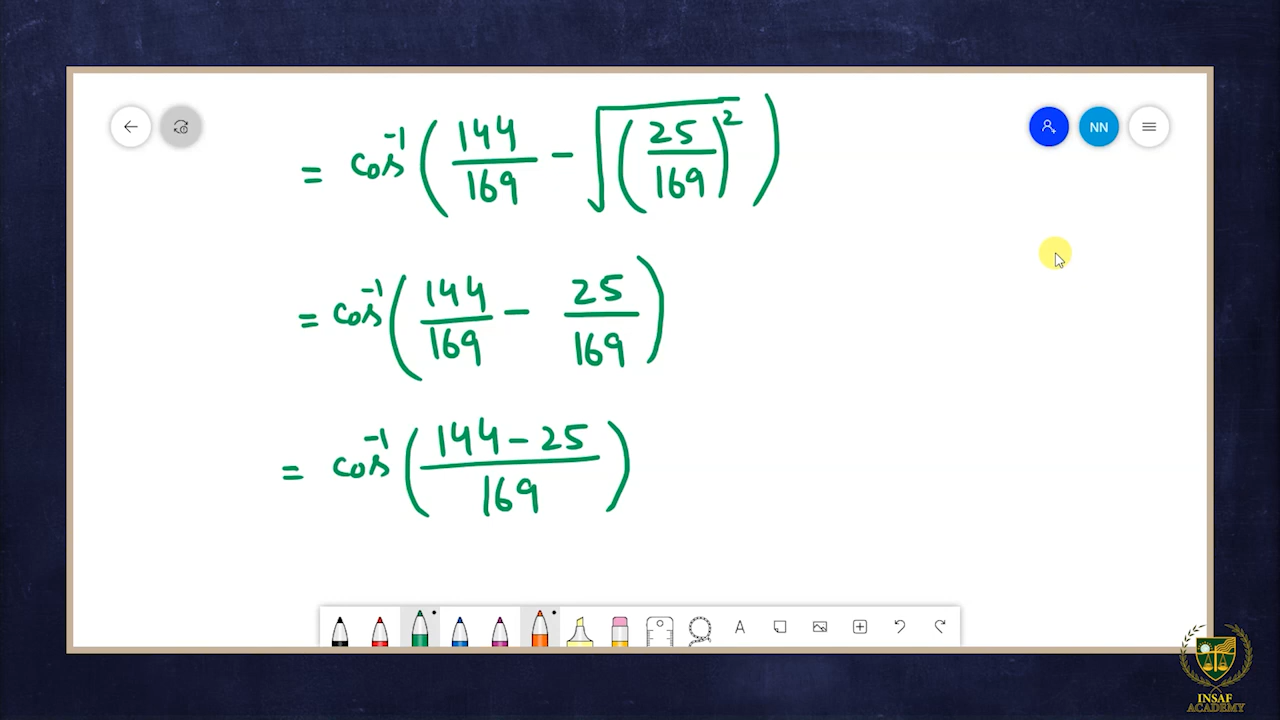 = cos⁻¹ ( 144/169 − √( (25/169)² ) )
NN
= cos⁻¹ ( 144/169 − 25/169 )
= cos⁻¹ ( (144 − 25)/169 )
A
INSAF
ACADEMY